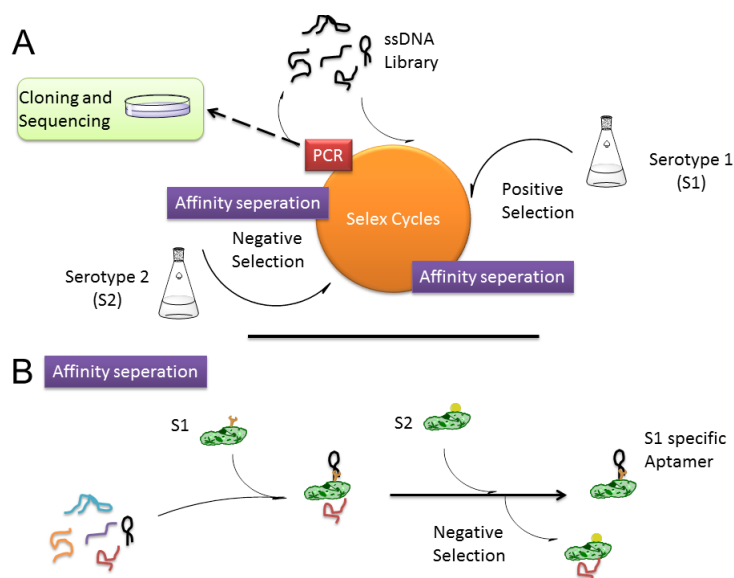 A
ssDNA
Library
Cloning and
Sequencing
PCR
Serotype 1
(S1)
Positive
Selection
Affinity seperation
Selex Cycles
Negative
Selection
Affinity seperation
Serotype 2
(S2)
B
Affinity seperation
S1
S2
S1 specific
Aptamer
Negative
Selection